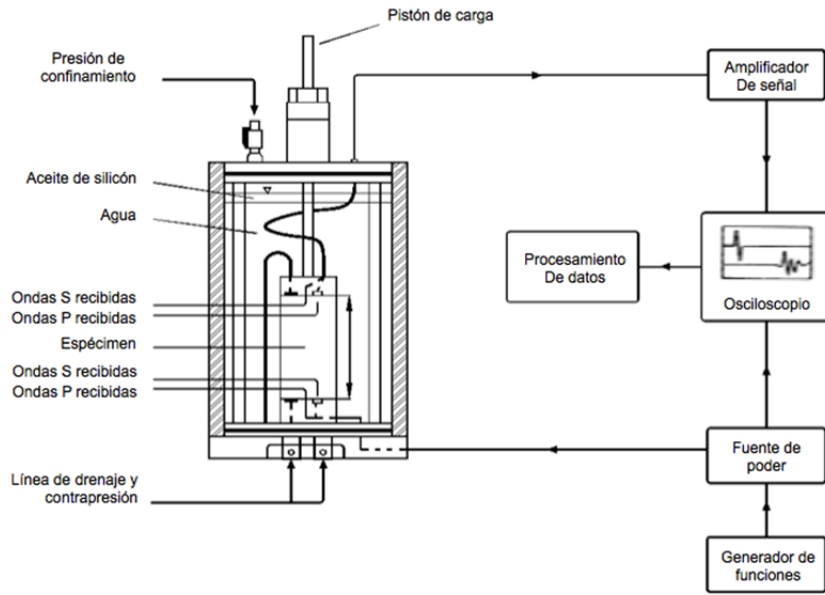 Pistón de carga
Presión de
confinamiento
Amplificador
De señal
Aceite de silicón
Agua
Procesamiento
De datos
Osciloscopio
Ondas S recibidas
Ondas P recibidas
Espécimen
Ondas S recibidas
Ondas P recibidas
Fuente de
poder
Línea de drenaje y
contrapresión
Generador de
funciones